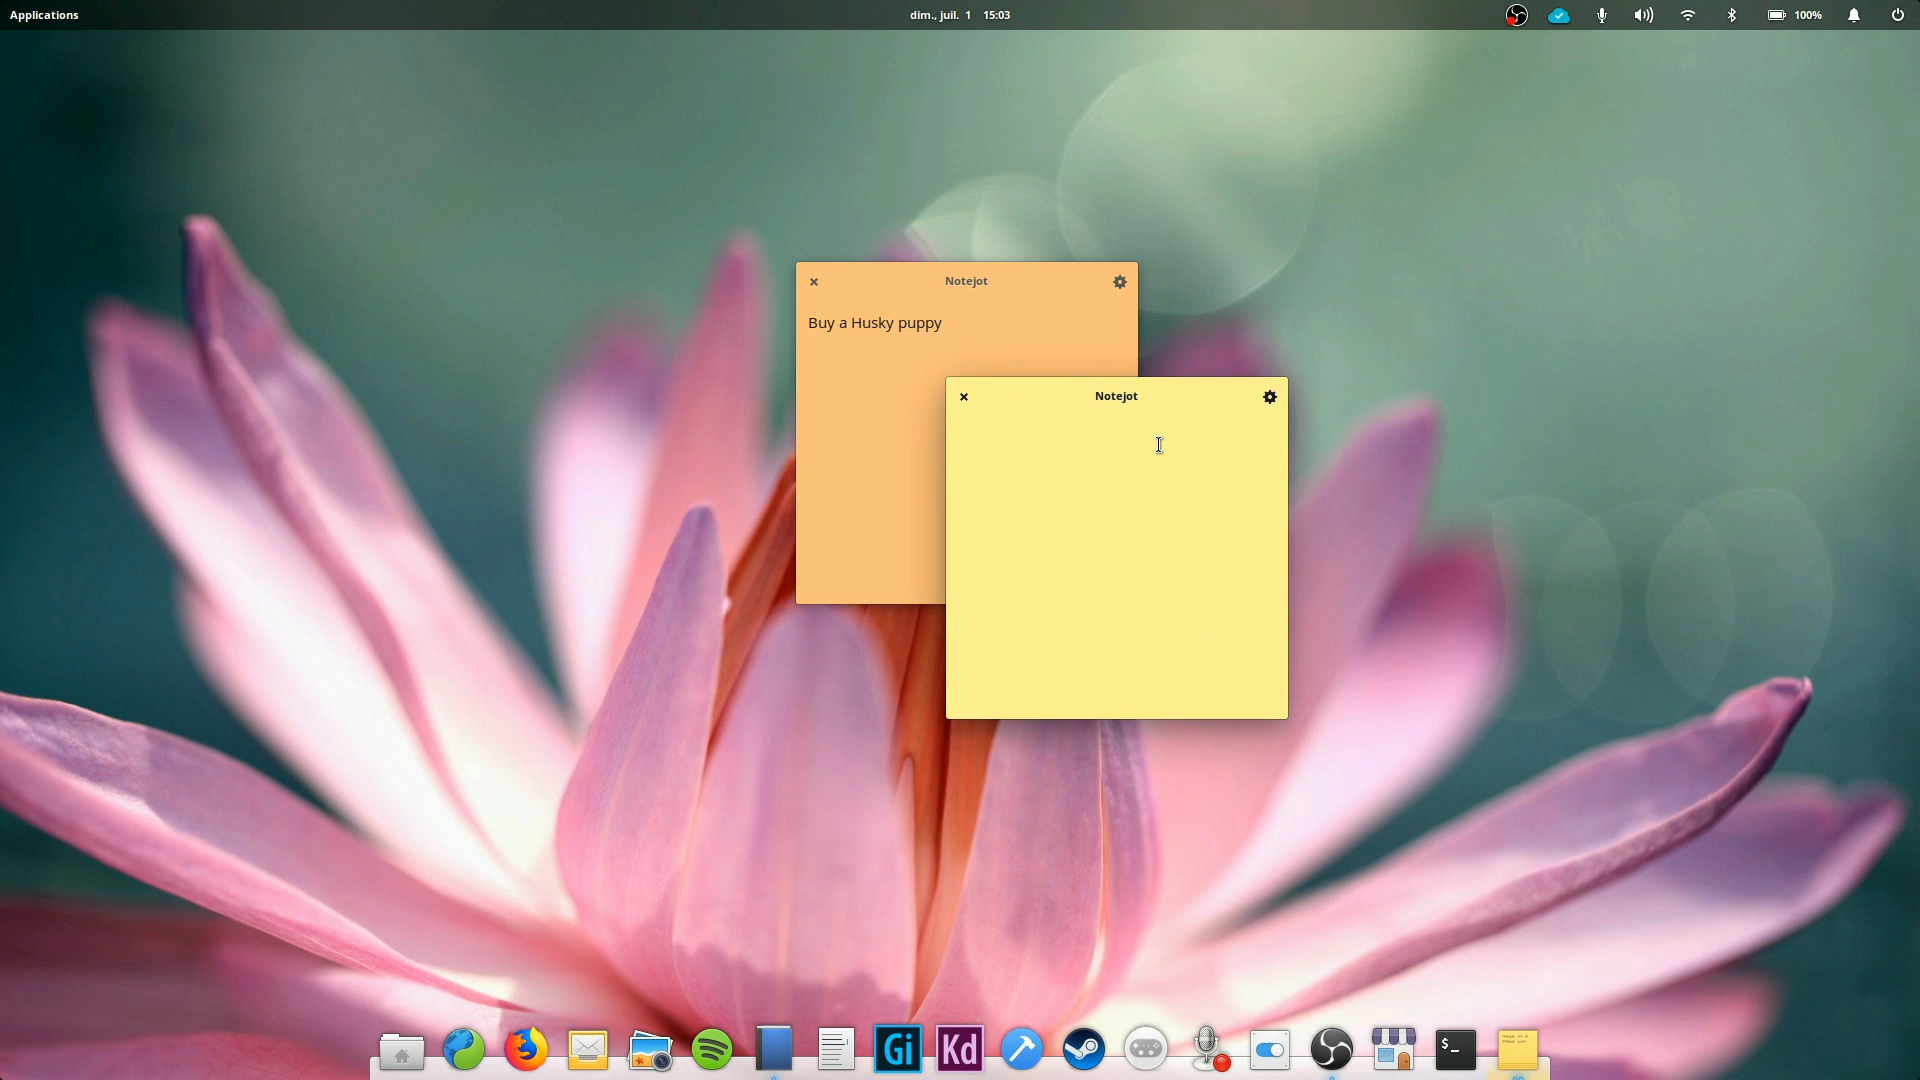 Applications
dim., juil. 1 15:03
100%
Notejot
Buy a Husky puppy
Notejot
Gi
Kd
$_